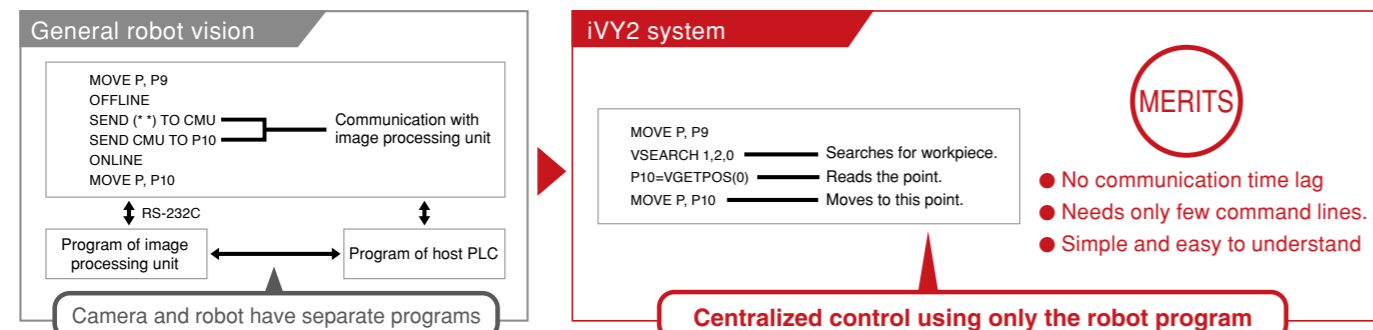 General robot vision
MOVE P, P9
OFFLINE
SEND (* *) TO CMU
SEND CMU TO P10
ONLINE
MOVE P, P10
Communication with
image processing unit
RS-232C
Program of image
processing unit
Program of host PLC
Camera and robot have separate programs
iVY2 system
MOVE P, P9
VSEARCH 1,2,0
Searches for workpiece.
P10=VGETPOS(0)
Reads the point.
MOVE P, P10
Moves to this point.
Centralized control using only the robot program
MERITS
● No communication time lag
● Needs only few command lines.
● Simple and easy to understand